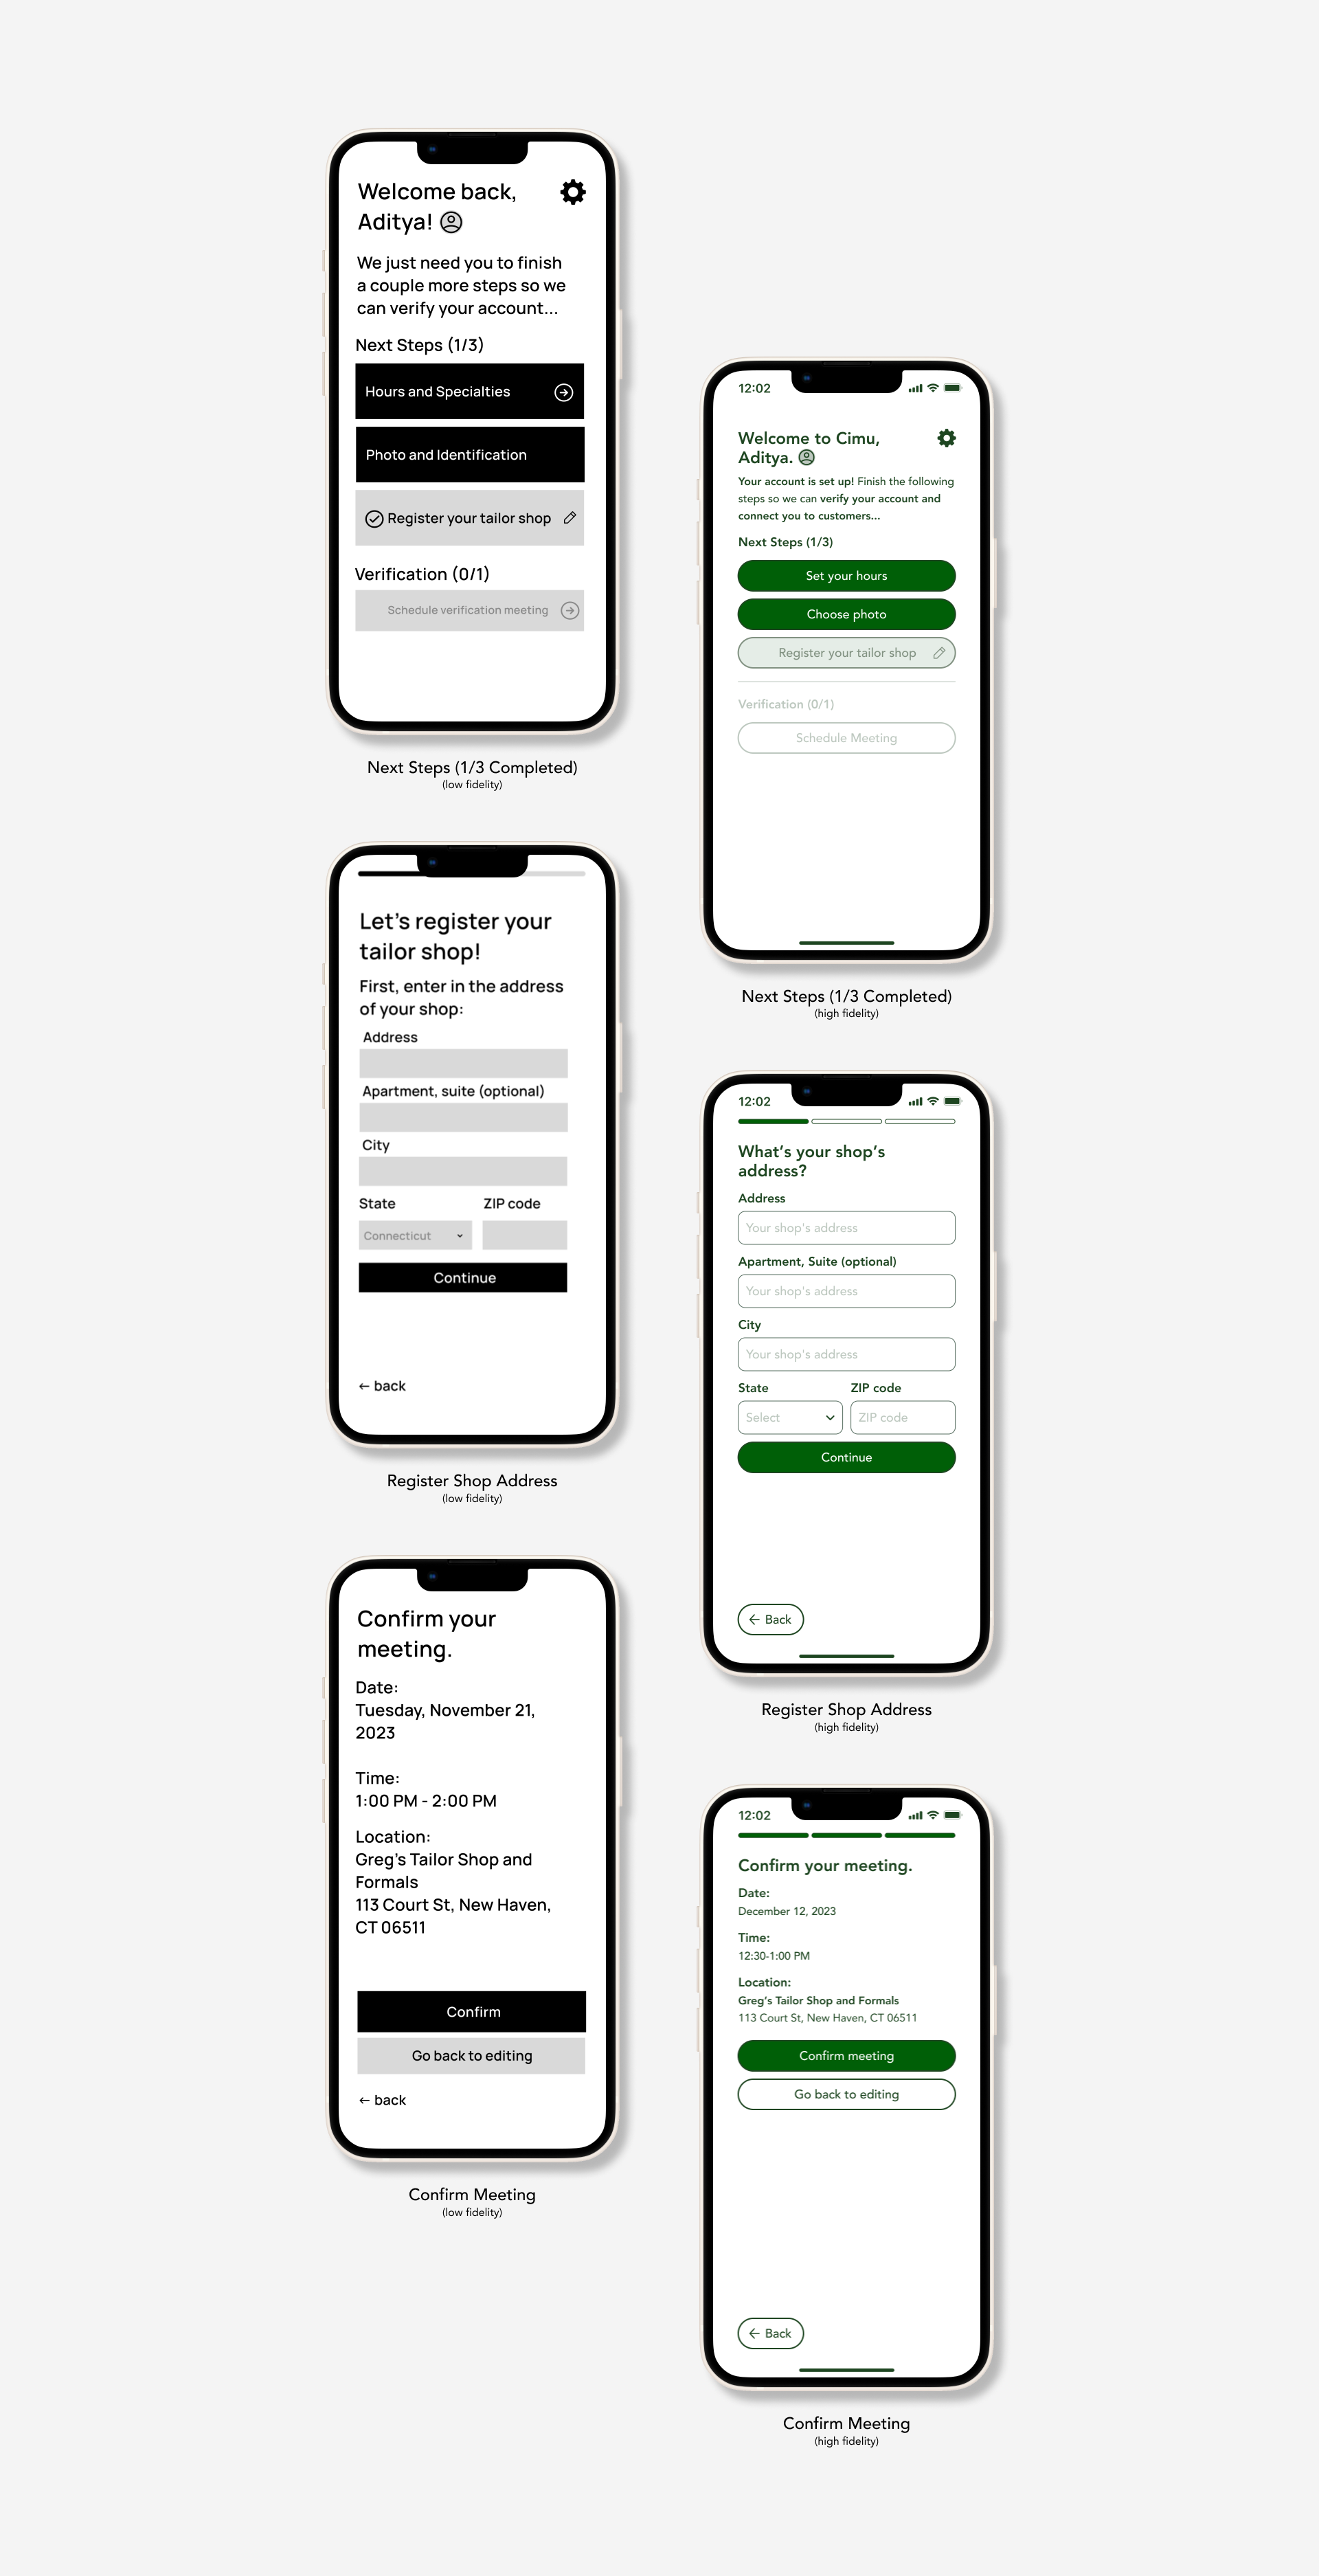 Welcome back,
Aditya!
We just need you to finish
a couple more steps so we
can verify your account...
Next Steps (1/3)
Hours and Specialties
Photo and Identification
Register your tailor shop
Verification (0/1)
Schedule verification meeting
Next Steps (1/3 Completed)
(low fidelity)
12:02
Welcome to Cimu,
Aditya.
Your account is set up! Finish the following
steps so we can verify your account and
connect you to customers...
Next Steps (1/3)
Set your hours
Choose photo
Register your tailor shop
Verification (0/1)
Schedule Meeting
Next Steps (1/3 Completed)
(high fidelity)
Let's register your
tailor shop!
First, enter in the address
of your shop:
Address
Apartment, suite (optional)
City
State ZIP code
Connecticut
Continue
← back
Register Shop Address
(low fidelity)
12:02
What's your shop's
address?
Address
Your shop's address
Apartment, Suite (optional)
Your shop's address
City
Your shop's address
State ZIP code
Select ZIP code
Continue
← Back
Register Shop Address
(high fidelity)
Confirm your
meeting.
Date:
Tuesday, November 21,
2023
Time:
1:00 PM - 2:00 PM
Location:
Greg's Tailor Shop and
Formals
113 Court St, New Haven,
CT 06511
Confirm
Go back to editing
← back
Confirm Meeting
(low fidelity)
12:02
Confirm your meeting.
Date:
December 12, 2023
Time:
12:30-1:00 PM
Location:
Greg's Tailor Shop and Formals
113 Court St, New Haven, CT 06511
Confirm meeting
Go back to editing
← Back
Confirm Meeting
(high fidelity)